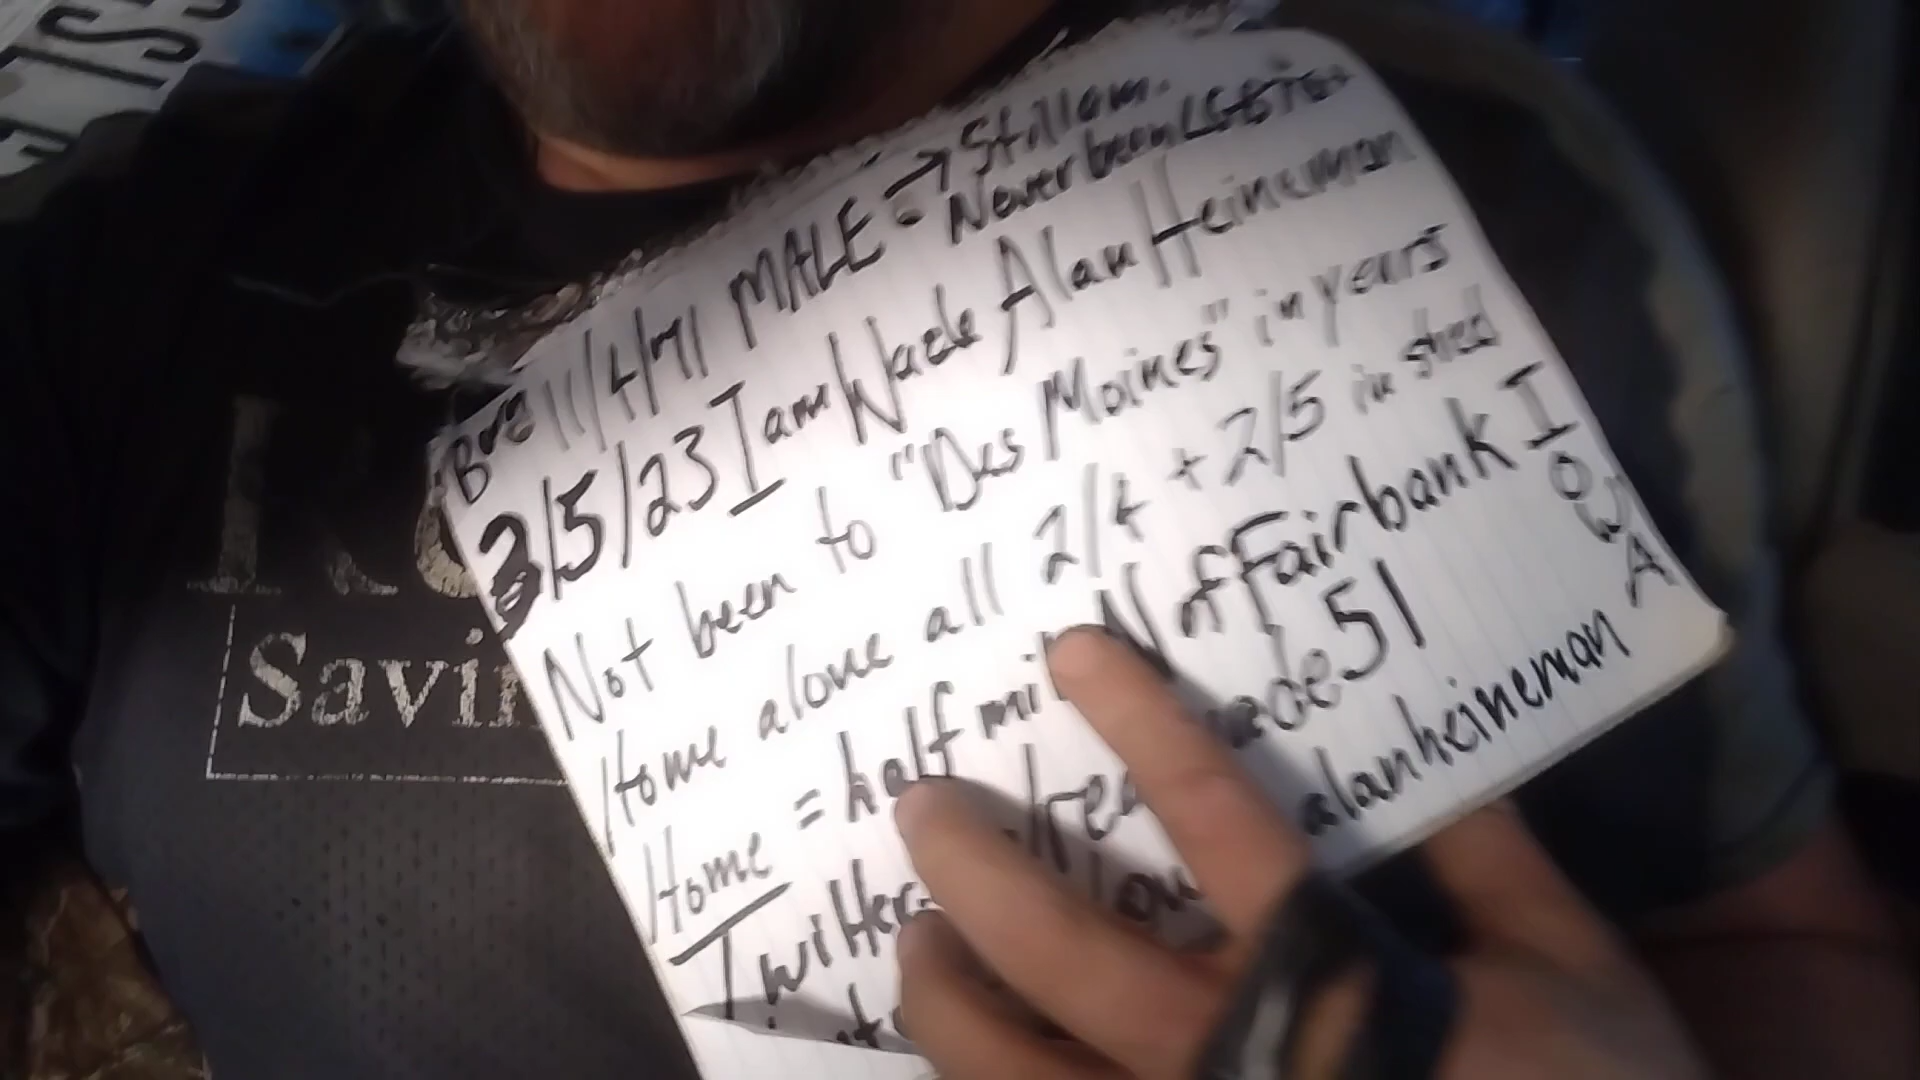 Born 11/4/71 MALE → Still am.
Never been LGBTQ+
3/5/23 I am Wade Alan Heineman
Not been to "Des Moines" in years
Home alone all 2/4 + 2/5 in shed
Home = half mi N of Fairbank IOWA
Twitter
51
alanheineman
Savin